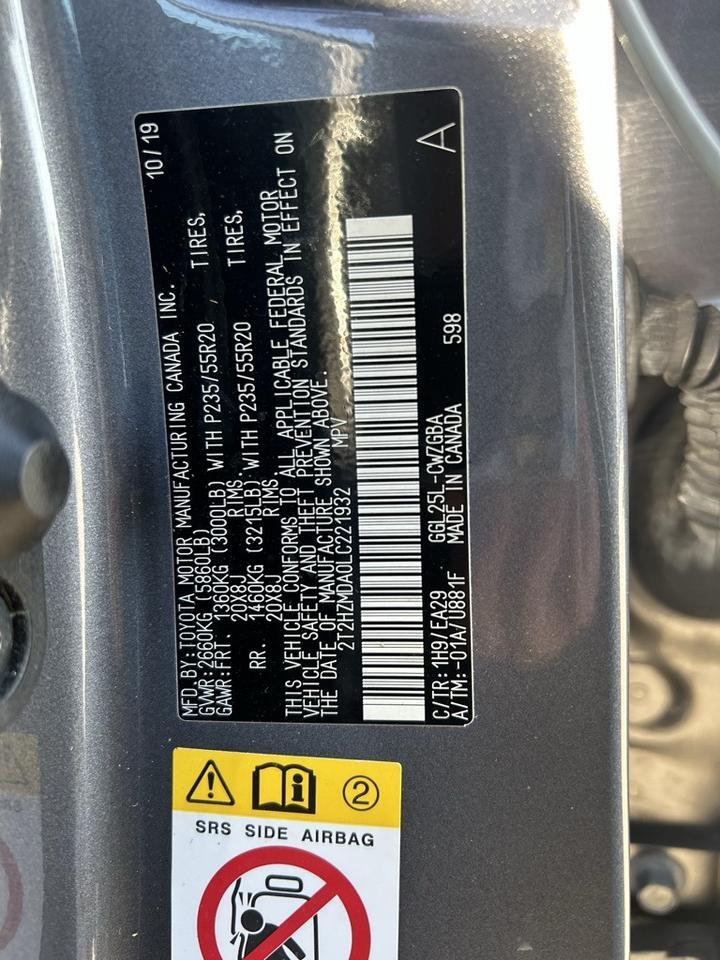 MFD.BY:TOYOTA MOTOR MANUFACTURING CANADA INC. 10/19
GVWR:2660KG (5860LB)
GAWR:FRT. 1360KG (3000LB) WITH P235/55R20 TIRES,
20X8J RIMS.
RR. 1460KG (3215LB) WITH P235/55R20 TIRES,
20X8J RIMS.
THIS VEHICLE CONFORMS TO ALL APPLICABLE FEDERAL MOTOR
VEHICLE SAFETY AND THEFT PREVENTION STANDARDS IN EFFECT ON
THE DATE OF MANUFACTURE SHOWN ABOVE.
2T2HZMDA0LC221932 MPV
C/TR:1H9/EA29 GGL25L-CWZGBA 598 A
A/TM:-01A/U881F MADE IN CANADA
2
SRS SIDE AIRBAG